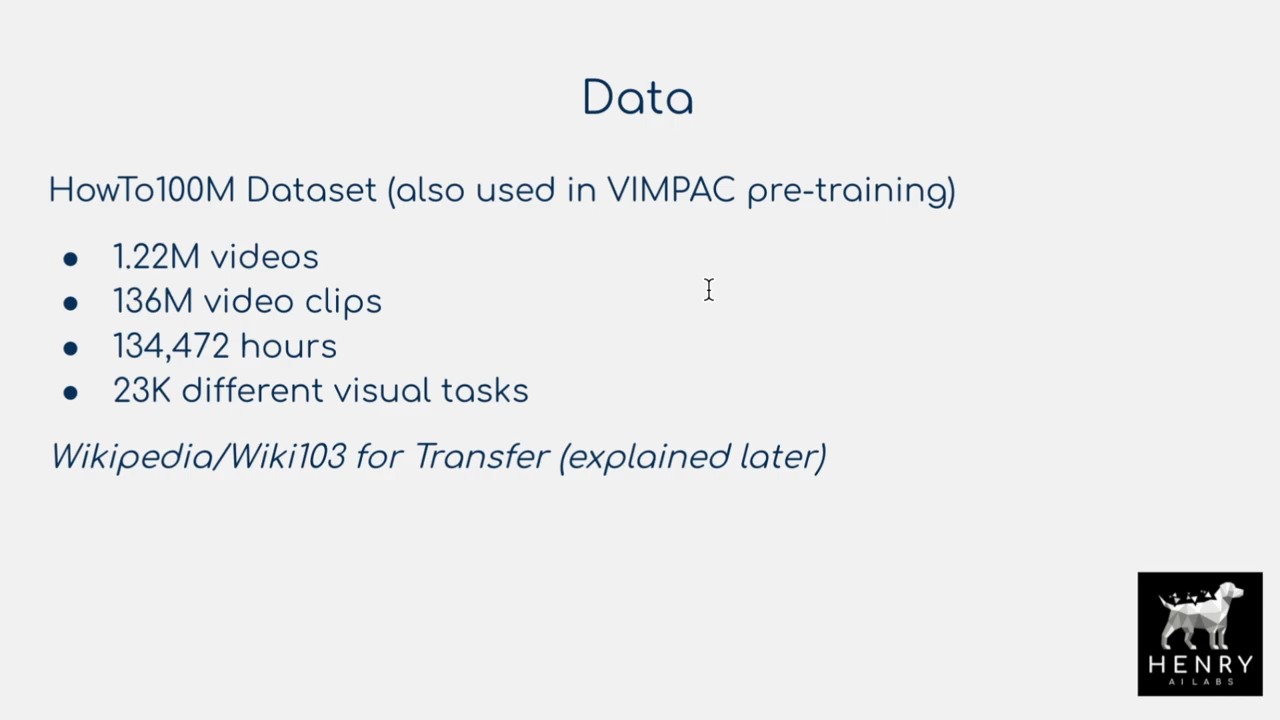 Data
HowTo100M Dataset (also used in VIMPAC pre-training)
● 1.22M videos
● 136M video clips
● 134,472 hours
● 23K different visual tasks
Wikipedia/Wiki103 for Transfer (explained later)
HENRY
AI LABS